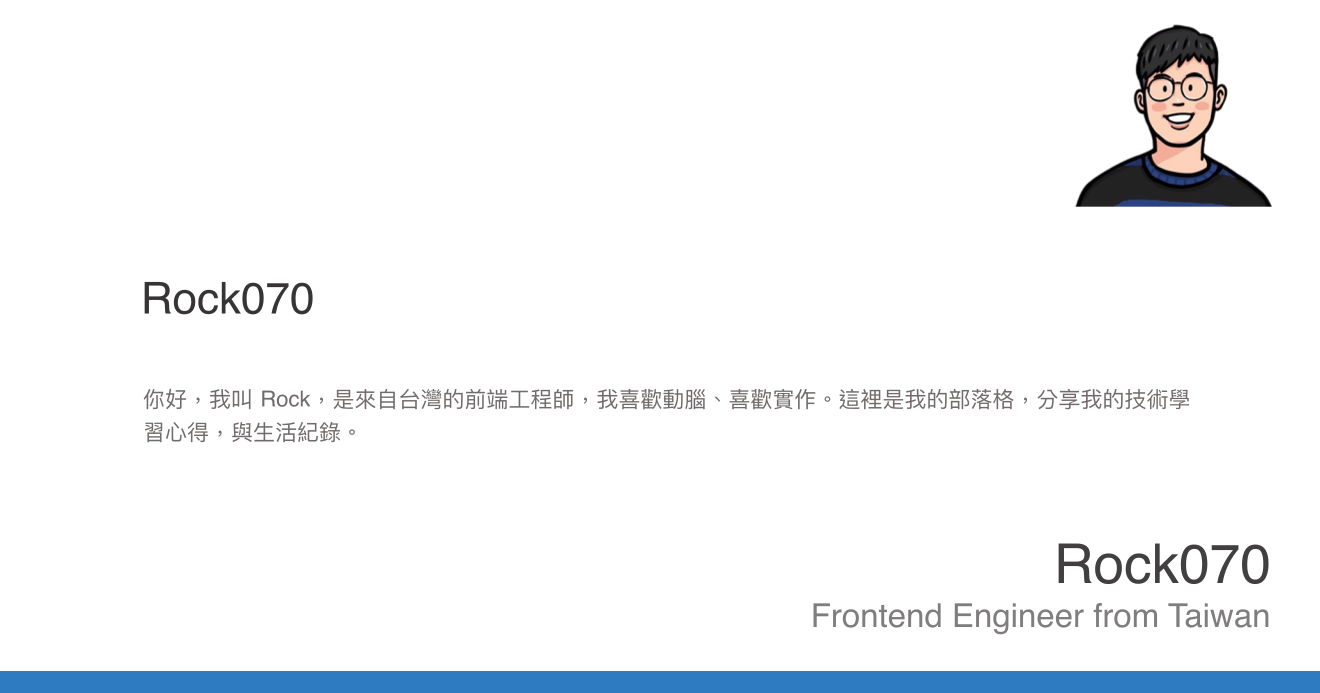 Rock070
你好，我叫 Rock，是來自台灣的前端工程師，我喜歡動腦、喜歡實作。這裡是我的部落格，分享我的技術學
習心得，與生活紀錄。
Rock070
Frontend Engineer from Taiwan